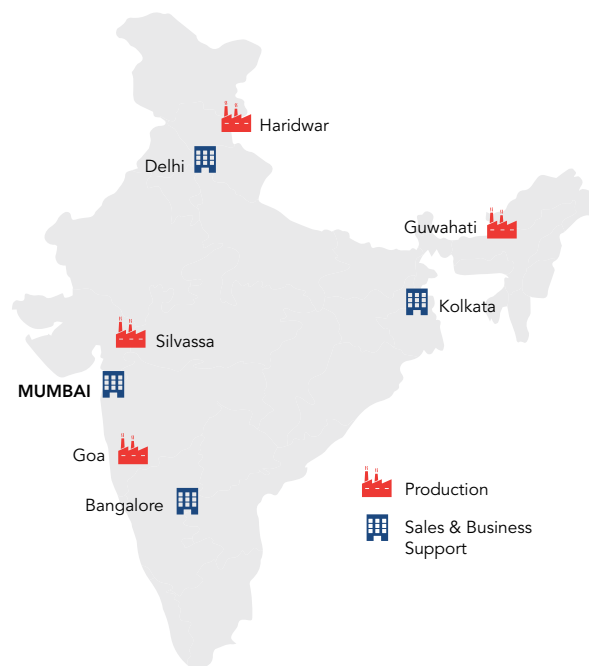 Haridwar
Delhi
Guwahati
Kolkata
Silvassa
MUMBAI
Goa
Production
Bangalore
Sales & Business
Support